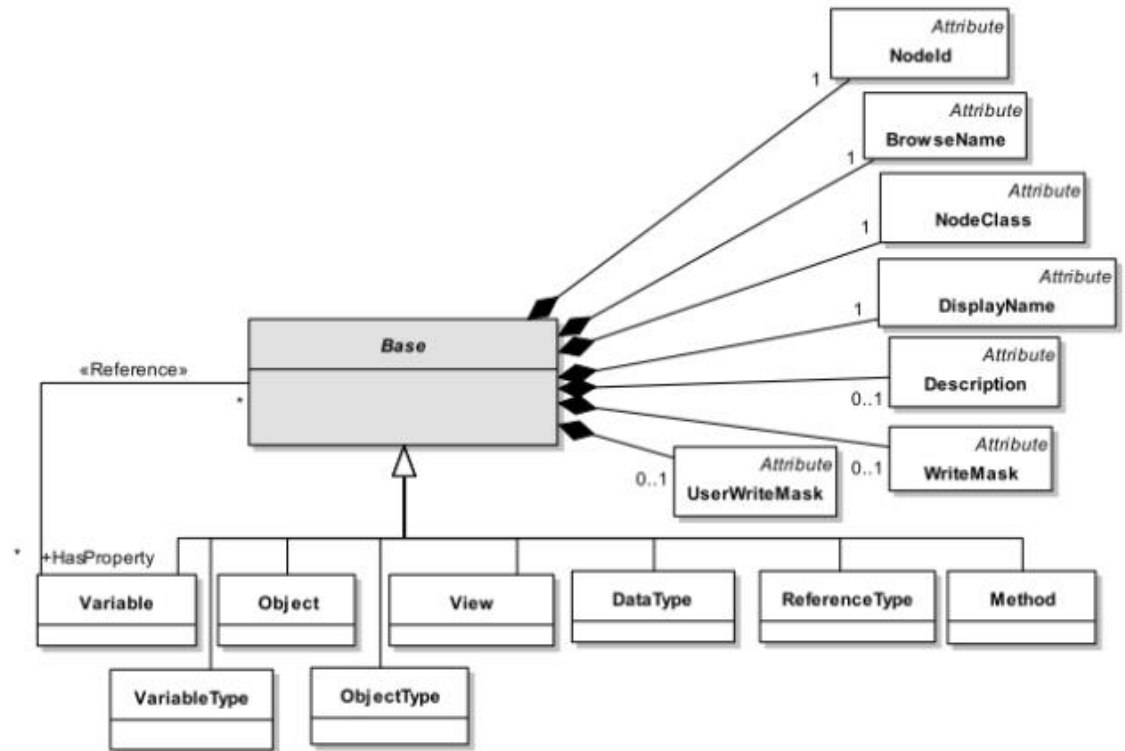 Attribute
NodeId
1
Attribute
BrowseName
1
Attribute
NodeClass
1
Attribute
DisplayName
1
Base
Attribute
Description
0..1
«Reference»
*
Attribute
WriteMask
0..1
Attribute
UserWriteMask
0..1
*
+HasProperty
Variable
Object
View
DataType
ReferenceType
Method
VariableType
ObjectType